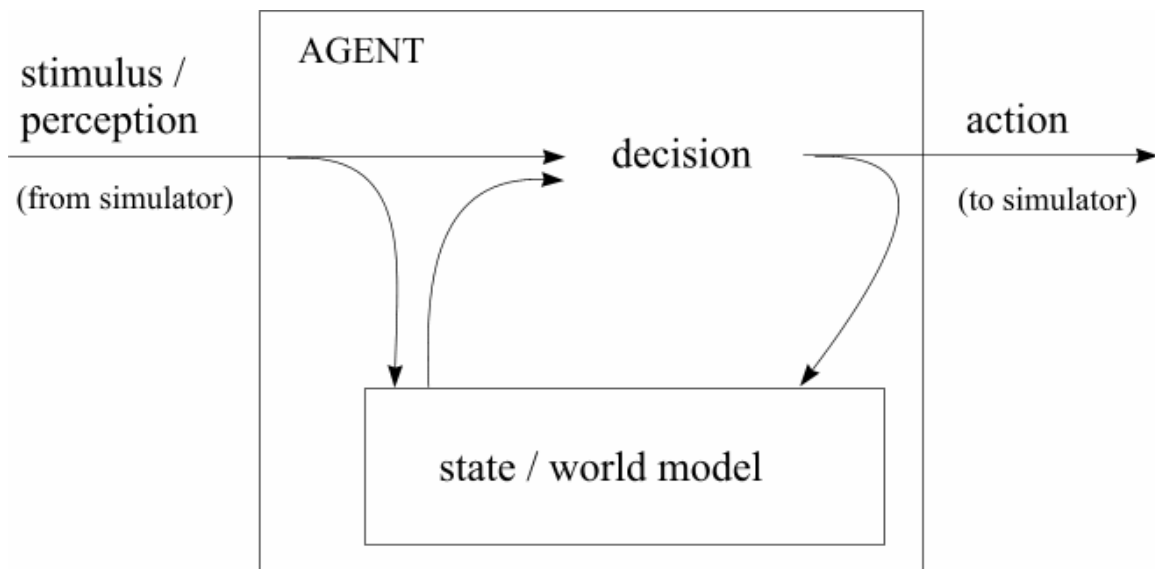 AGENT
stimulus /
perception
(from simulator)
decision
action
(to simulator)
state / world model